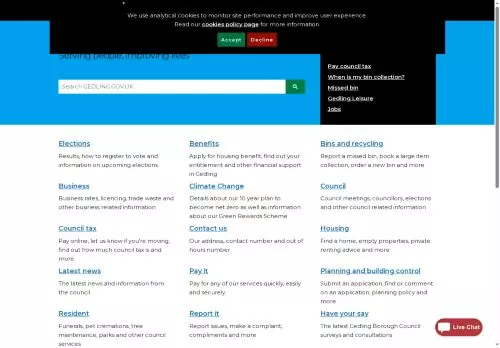 We use analytical cookies to monitor site performance and improve user experience.
Read our cookies policy page for more information.
Accept
Decline
Serving people, improving lives
Search GEDLING.GOV.UK
Pay council tax
When is my bin collection?
Missed bin
Gedling Leisure
Jobs
Elections
Results, how to register to vote and information on upcoming elections
Benefits
Apply for housing benefit, find out your entitlement and other financial support in Gedling
Bins and recycling
Report a missed bin, book a large item collection, order a new bin and more
Business
Business rates, licencing, trade waste and other business related information
Climate Change
Details about our 10 year plan to become net zero as well as information about our Green Rewards Scheme
Council
Council meetings, councillors, elections and other council related information
Council tax
Pay online, let us know if you're moving, find out how much council tax is and more
Contact us
Our address, contact number and out of hours number
Housing
Find a home, empty properties, private renting advice and more
Latest news
The latest news and information from the council
Pay it
Pay for any of our services quickly, easily and securely
Planning and building control
Submit an application, find or comment on an application, planning policy and more
Resident
Funerals, pet cremations, tree maintenance, parks and other council services
Report it
Report issues, make a complaint, compliments and more
Have your say
The latest Gedling Borough Council surveys and consultations
Live Chat